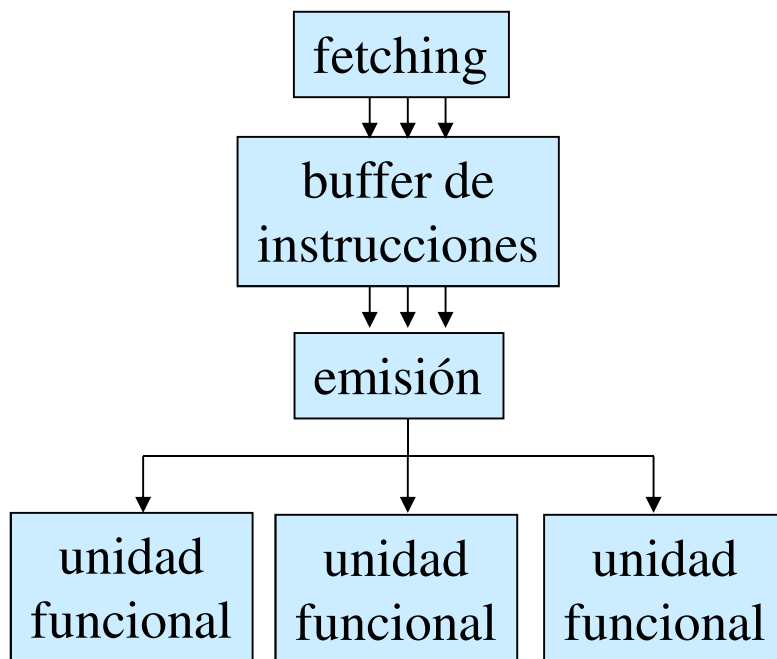 fetching
buffer de
instrucciones
emisión
unidad
funcional
unidad
funcional
unidad
funcional